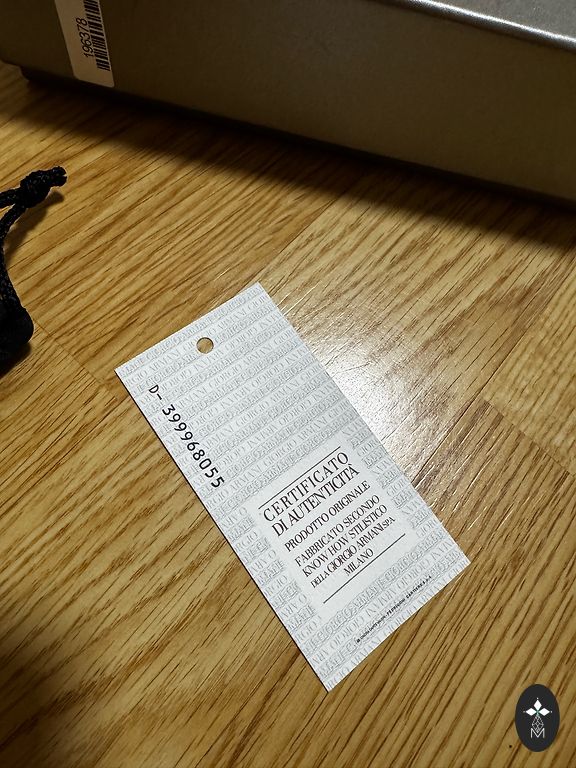 196378
D- 399968055
CERTIFICATO
DI AUTENTICITÀ
PRODOTTO ORIGINALE
FABBRICATO SECONDO
KNOW HOW STILISTICO
DELLA GIORGIO ARMANI SPA
MILANO
M